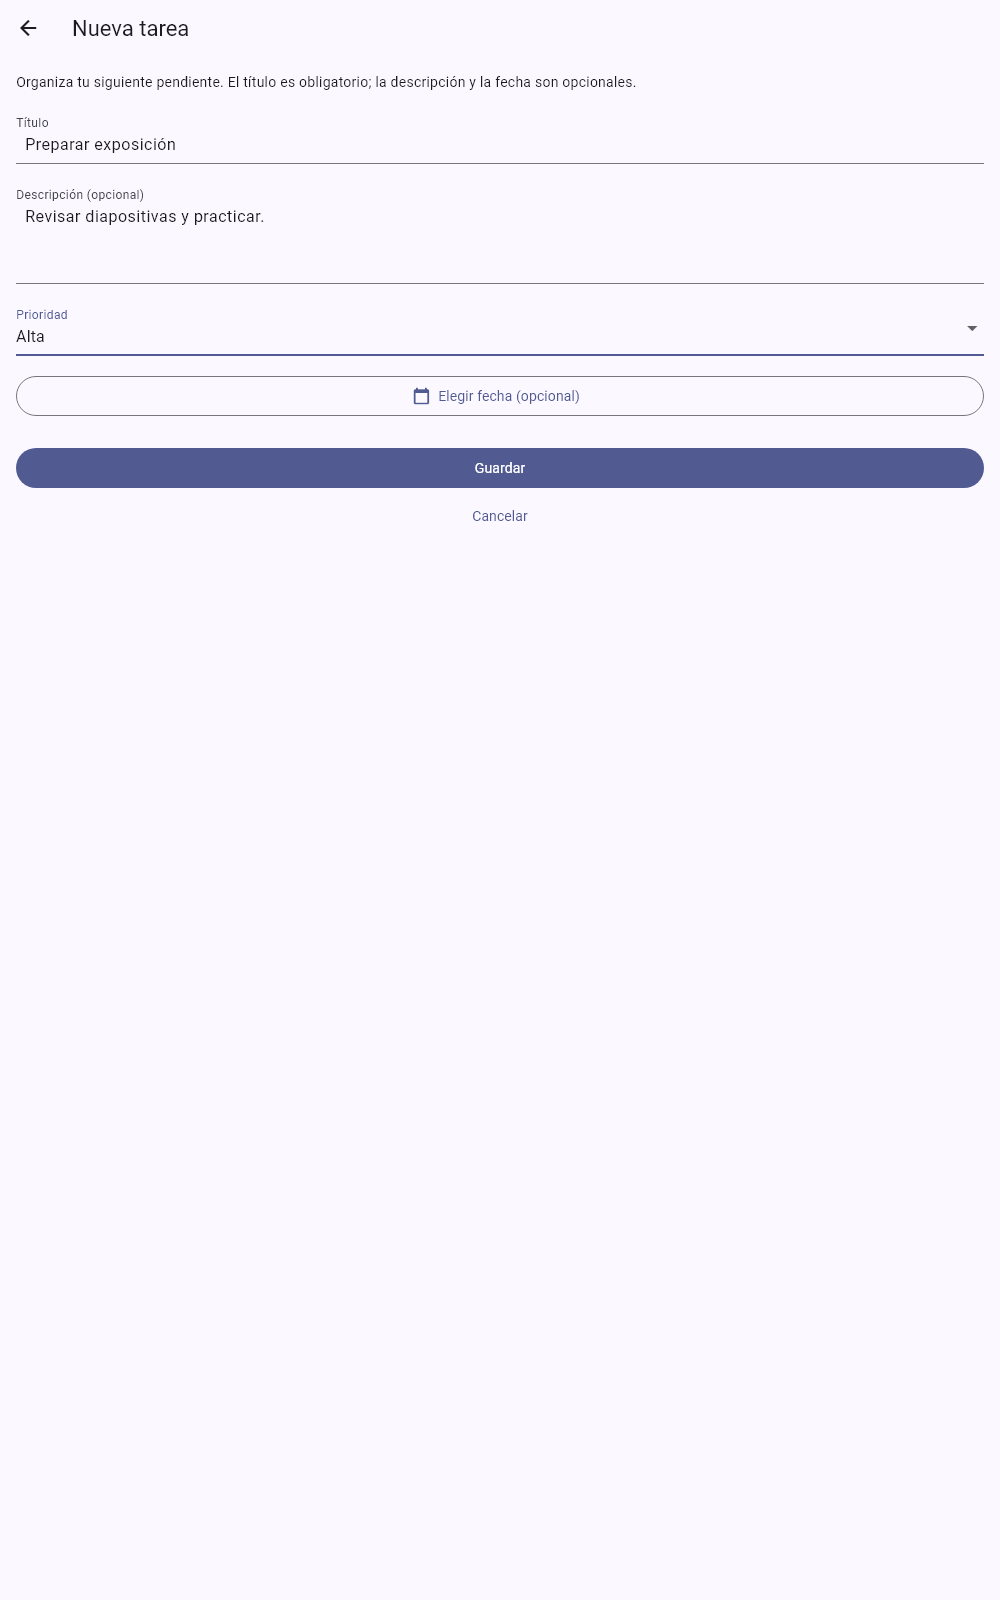 Nueva tarea
Organiza tu siguiente pendiente. El título es obligatorio; la descripción y la fecha son opcionales.
Título
Preparar exposición
Descripción (opcional)
Revisar diapositivas y practicar.
Prioridad
Alta
Elegir fecha (opcional)
Guardar
Cancelar